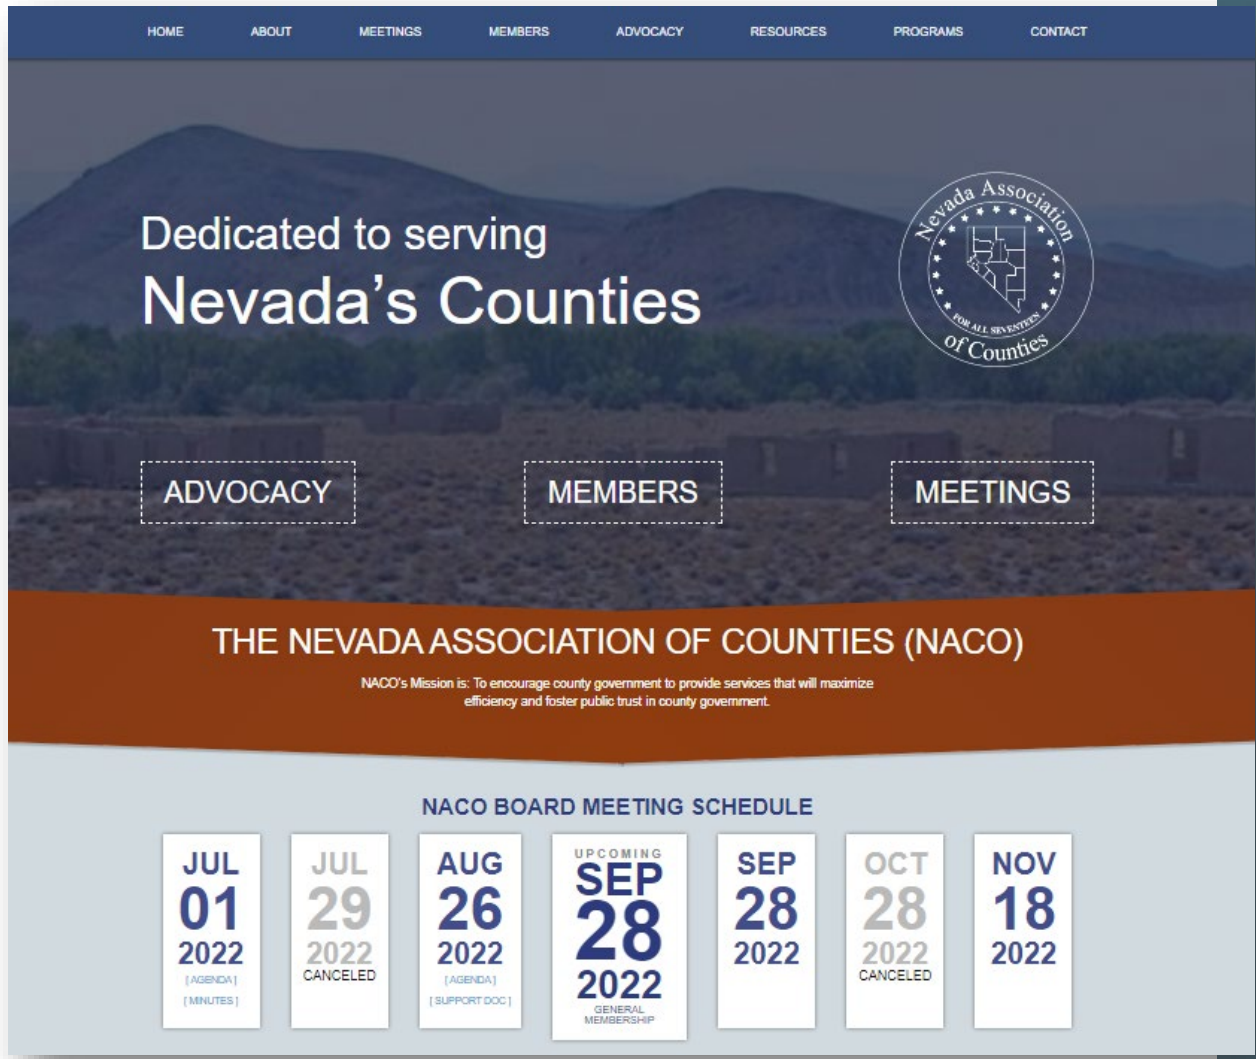 HOME ABOUT MEETINGS MEMBERS ADVOCACY RESOURCES PROGRAMS CONTACT
Dedicated to serving
Nevada's Counties
Nevada Association
FOR ALL SEVENTEEN
of Counties
ADVOCACY MEMBERS MEETINGS
THE NEVADA ASSOCIATION OF COUNTIES (NACO)
NACO's Mission is: To encourage county government to provide services that will maximize
efficiency and foster public trust in county government.
NACO BOARD MEETING SCHEDULE
JUL
01
2022
[ AGENDA ]
[ MINUTES ]
JUL
29
2022
CANCELED
AUG
26
2022
[ AGENDA ]
[ SUPPORT DOC ]
UPCOMING
SEP
28
2022
GENERAL
MEMBERSHIP
SEP
28
2022
OCT
28
2022
CANCELED
NOV
18
2022